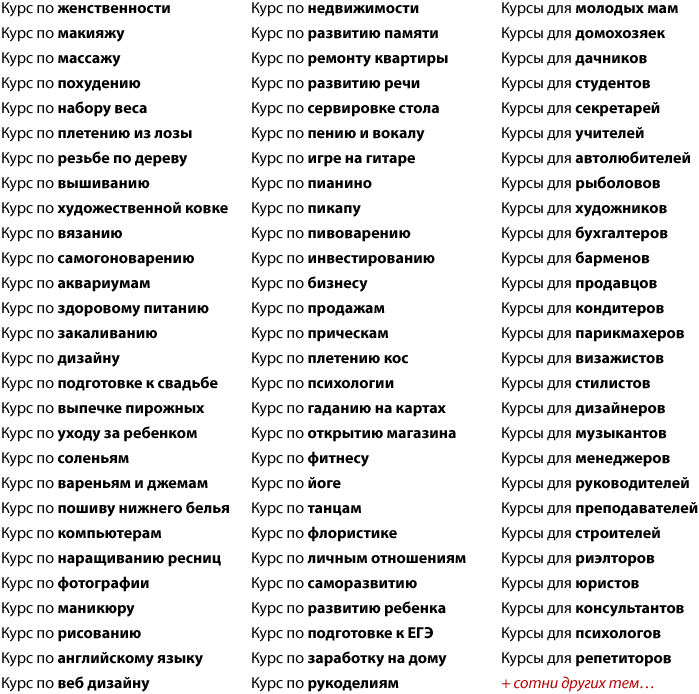 Курс по женственности
Курс по макияжу
Курс по массажу
Курс по похудению
Курс по набору веса
Курс по плетению из лозы
Курс по резьбе по дереву
Курс по вышиванию
Курс по художественной ковке
Курс по вязанию
Курс по самогоноварению
Курс по аквариумам
Курс по здоровому питанию
Курс по закаливанию
Курс по дизайну
Курс по подготовке к свадьбе
Курс по выпечке пирожных
Курс по уходу за ребенком
Курс по соленьям
Курс по вареньям и джемам
Курс по пошиву нижнего белья
Курс по компьютерам
Курс по наращиванию ресниц
Курс по фотографии
Курс по маникюру
Курс по рисованию
Курс по английскому языку
Курс по веб дизайну
Курс по недвижимости
Курс по развитию памяти
Курс по ремонту квартиры
Курс по развитию речи
Курс по сервировке стола
Курс по пению и вокалу
Курс по игре на гитаре
Курс по пианино
Курс по пикапу
Курс по пивоварению
Курс по инвестированию
Курс по бизнесу
Курс по продажам
Курс по прическам
Курс по плетению кос
Курс по психологии
Курс по гаданию на картах
Курс по открытию магазина
Курс по фитнесу
Курс по йоге
Курс по танцам
Курс по флористике
Курс по личным отношениям
Курс по саморазвитию
Курс по развитию ребенка
Курс по подготовке к ЕГЭ
Курс по заработку на дому
Курс по рукоделиям
Курсы для молодых мам
Курсы для домохозяек
Курсы для дачников
Курсы для студентов
Курсы для секретарей
Курсы для учителей
Курсы для автолюбителей
Курсы для рыболовов
Курсы для художников
Курсы для бухгалтеров
Курсы для барменов
Курсы для продавцов
Курсы для кондитеров
Курсы для парикмахеров
Курсы для визажистов
Курсы для стилистов
Курсы для дизайнеров
Курсы для музыкантов
Курсы для менеджеров
Курсы для руководителей
Курсы для преподавателей
Курсы для строителей
Курсы для риэлторов
Курсы для юристов
Курсы для консультантов
Курсы для психологов
Курсы для репетиторов
+ сотни других тем…